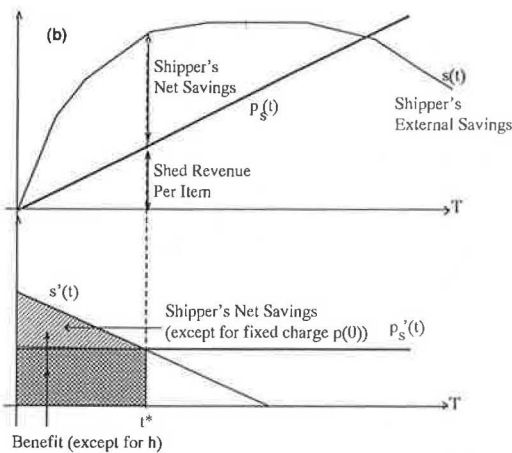 (b)
Shipper's
Net Savings
p_s(t)
s(t)
Shipper's
External Savings
Shed Revenue
Per Item
T
s'(t)
Shipper's Net Savings
(except for fixed charge p(0))
p_s'(t)
T
t*
Benefit (except for h)